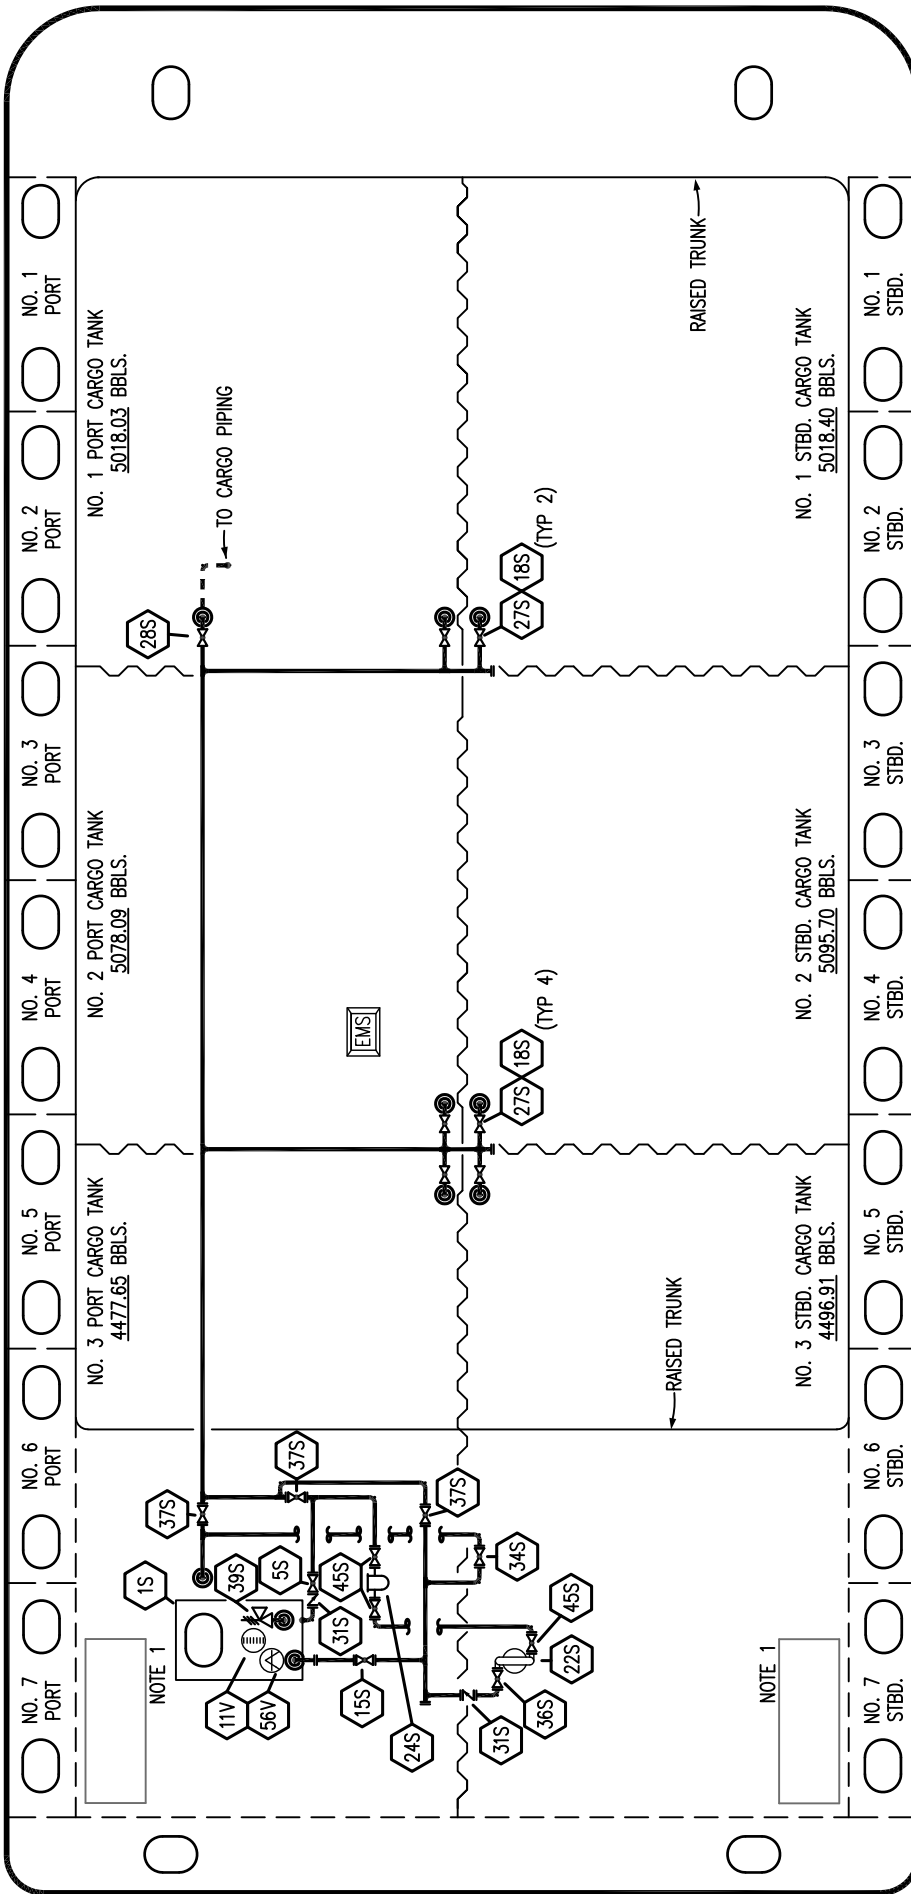 NO. 7
PORT
NO. 6
PORT
NO. 5
PORT
NO. 4
PORT
NO. 3
PORT
NO. 2
PORT
NO. 1
PORT
NO. 3 PORT CARGO TANK
4477.65 BBLS.
NO. 2 PORT CARGO TANK
5078.09 BBLS.
NO. 1 PORT CARGO TANK
5018.03 BBLS.
NOTE 1
1S
37S
28S
TO CARGO PIPING
11V
56V
39S
5S
37S
45S
31S
15S
EMS
24S
37S
31S
36S
22S
45S
34S
27S
18S
(TYP 4)
27S
18S
(TYP 2)
RAISED TRUNK
RAISED TRUNK
NOTE 1
NO. 3 STBD. CARGO TANK
4496.91 BBLS.
NO. 2 STBD. CARGO TANK
5095.70 BBLS.
NO. 1 STBD. CARGO TANK
5018.40 BBLS.
NO. 7
STBD.
NO. 6
STBD.
NO. 5
STBD.
NO. 4
STBD.
NO. 3
STBD.
NO. 2
STBD.
NO. 1
STBD.